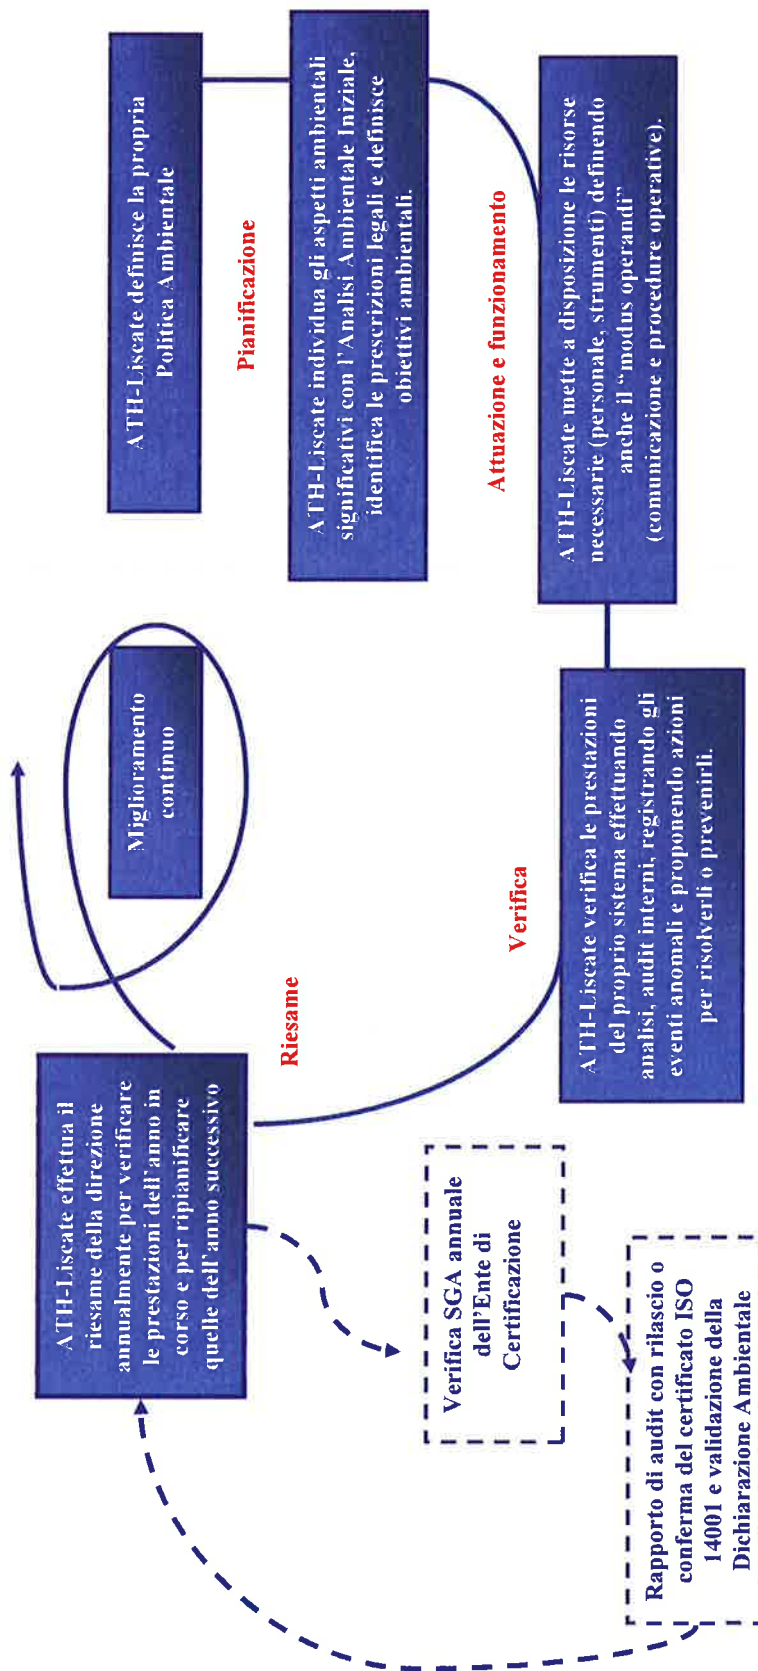 ATH-Liscate definisce la propria
Politica Ambientale
Pianificazione
ATH-Liscate individua gli aspetti ambientali
significativi con l'Analisi Ambientale Iniziale,
identifica le prescrizioni legali e definisce
obiettivi ambientali.
Attuazione e funzionamento
ATH-Liscate mette a disposizione le risorse
necessarie (personale, strumenti) definendo
anche il "modus operandi"
(comunicazione e procedure operative).
Verifica
ATH-Liscate verifica le prestazioni
del proprio sistema effettuando
analisi, audit interni, registrando gli
eventi anomali e proponendo azioni
per risolverli o prevenirli.
Riesame
ATH-Liscate effettua il
riesame della direzione
annualmente per verificare
le prestazioni dell'anno in
corso e per ripianificare
quelle dell'anno successivo
Miglioramento
continuo
Verifica SGA annuale
dell'Ente di
Certificazione
Rapporto di audit con rilascio o
conferma del certificato ISO
14001 e validazione della
Dichiarazione Ambientale